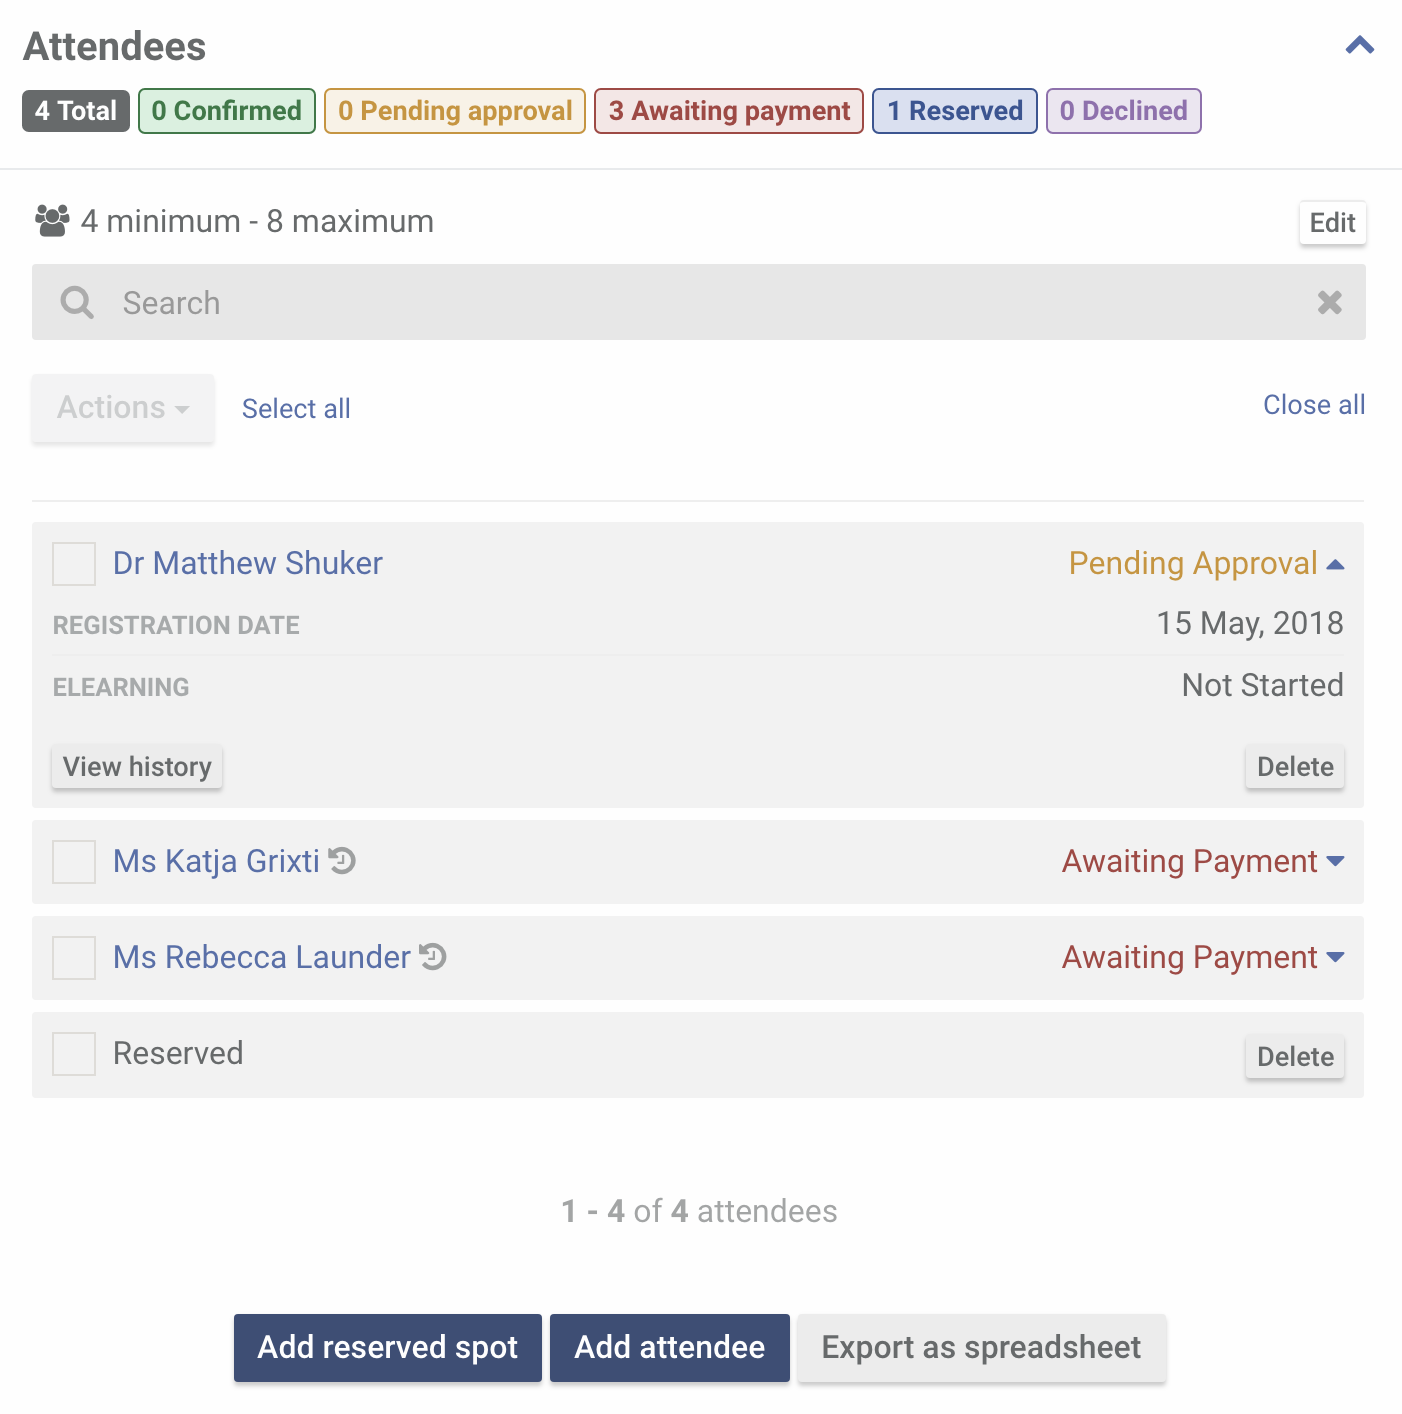 Attendees
4 Total 0 Confirmed 0 Pending approval 3 Awaiting payment 1 Reserved 0 Declined
4 minimum - 8 maximum Edit
Search
Actions Select all Close all
Dr Matthew Shuker Pending Approval
REGISTRATION DATE 15 May, 2018
ELEARNING Not Started
View history Delete
Ms Katja Grixti Awaiting Payment
Ms Rebecca Launder Awaiting Payment
Reserved Delete
1 - 4 of 4 attendees
Add reserved spot Add attendee Export as spreadsheet